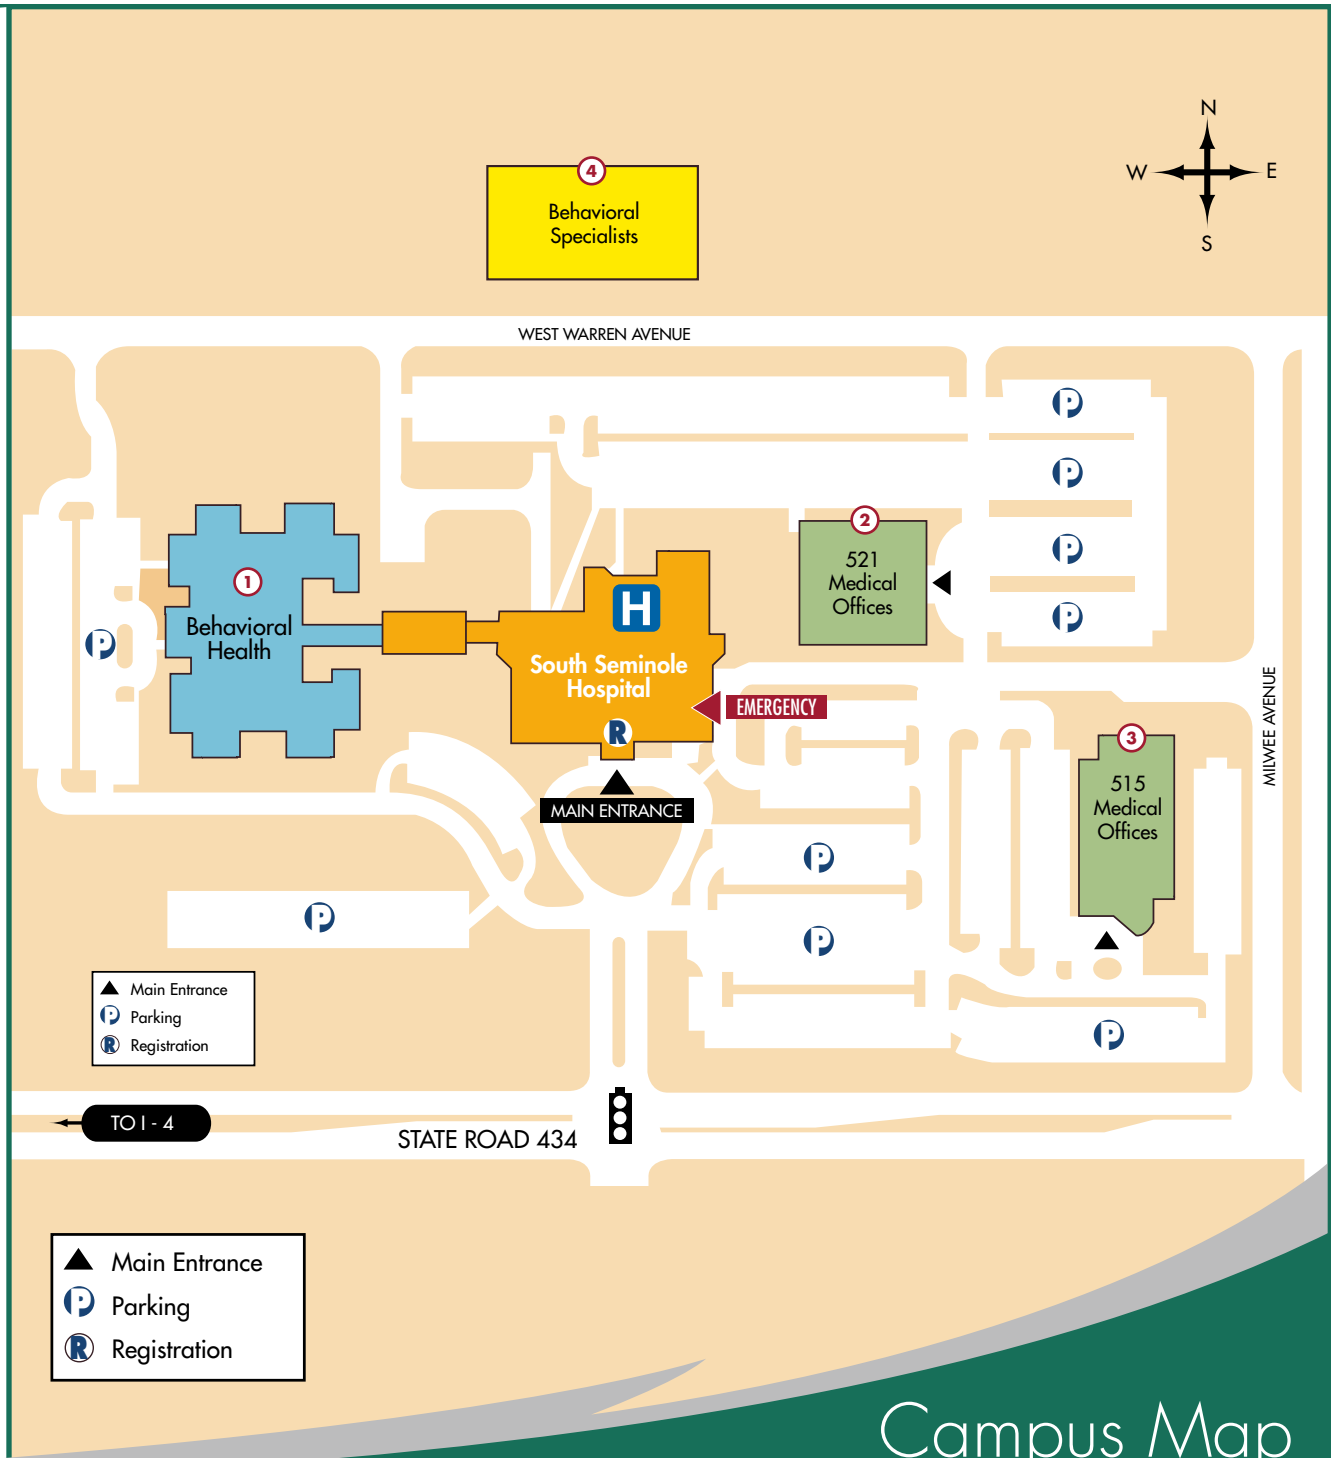 N
W
E
S
4
Behavioral
Specialists
WEST WARREN AVENUE
P
P
P
P
2
521
Medical
Offices
1
Behavioral
Health
P
H
South Seminole
Hospital
R
EMERGENCY
MAIN ENTRANCE
MILWEE AVENUE
3
515
Medical
Offices
P
P
P
P
Main Entrance
P Parking
R Registration
TO I - 4
STATE ROAD 434
Main Entrance
P Parking
R Registration
Campus Map